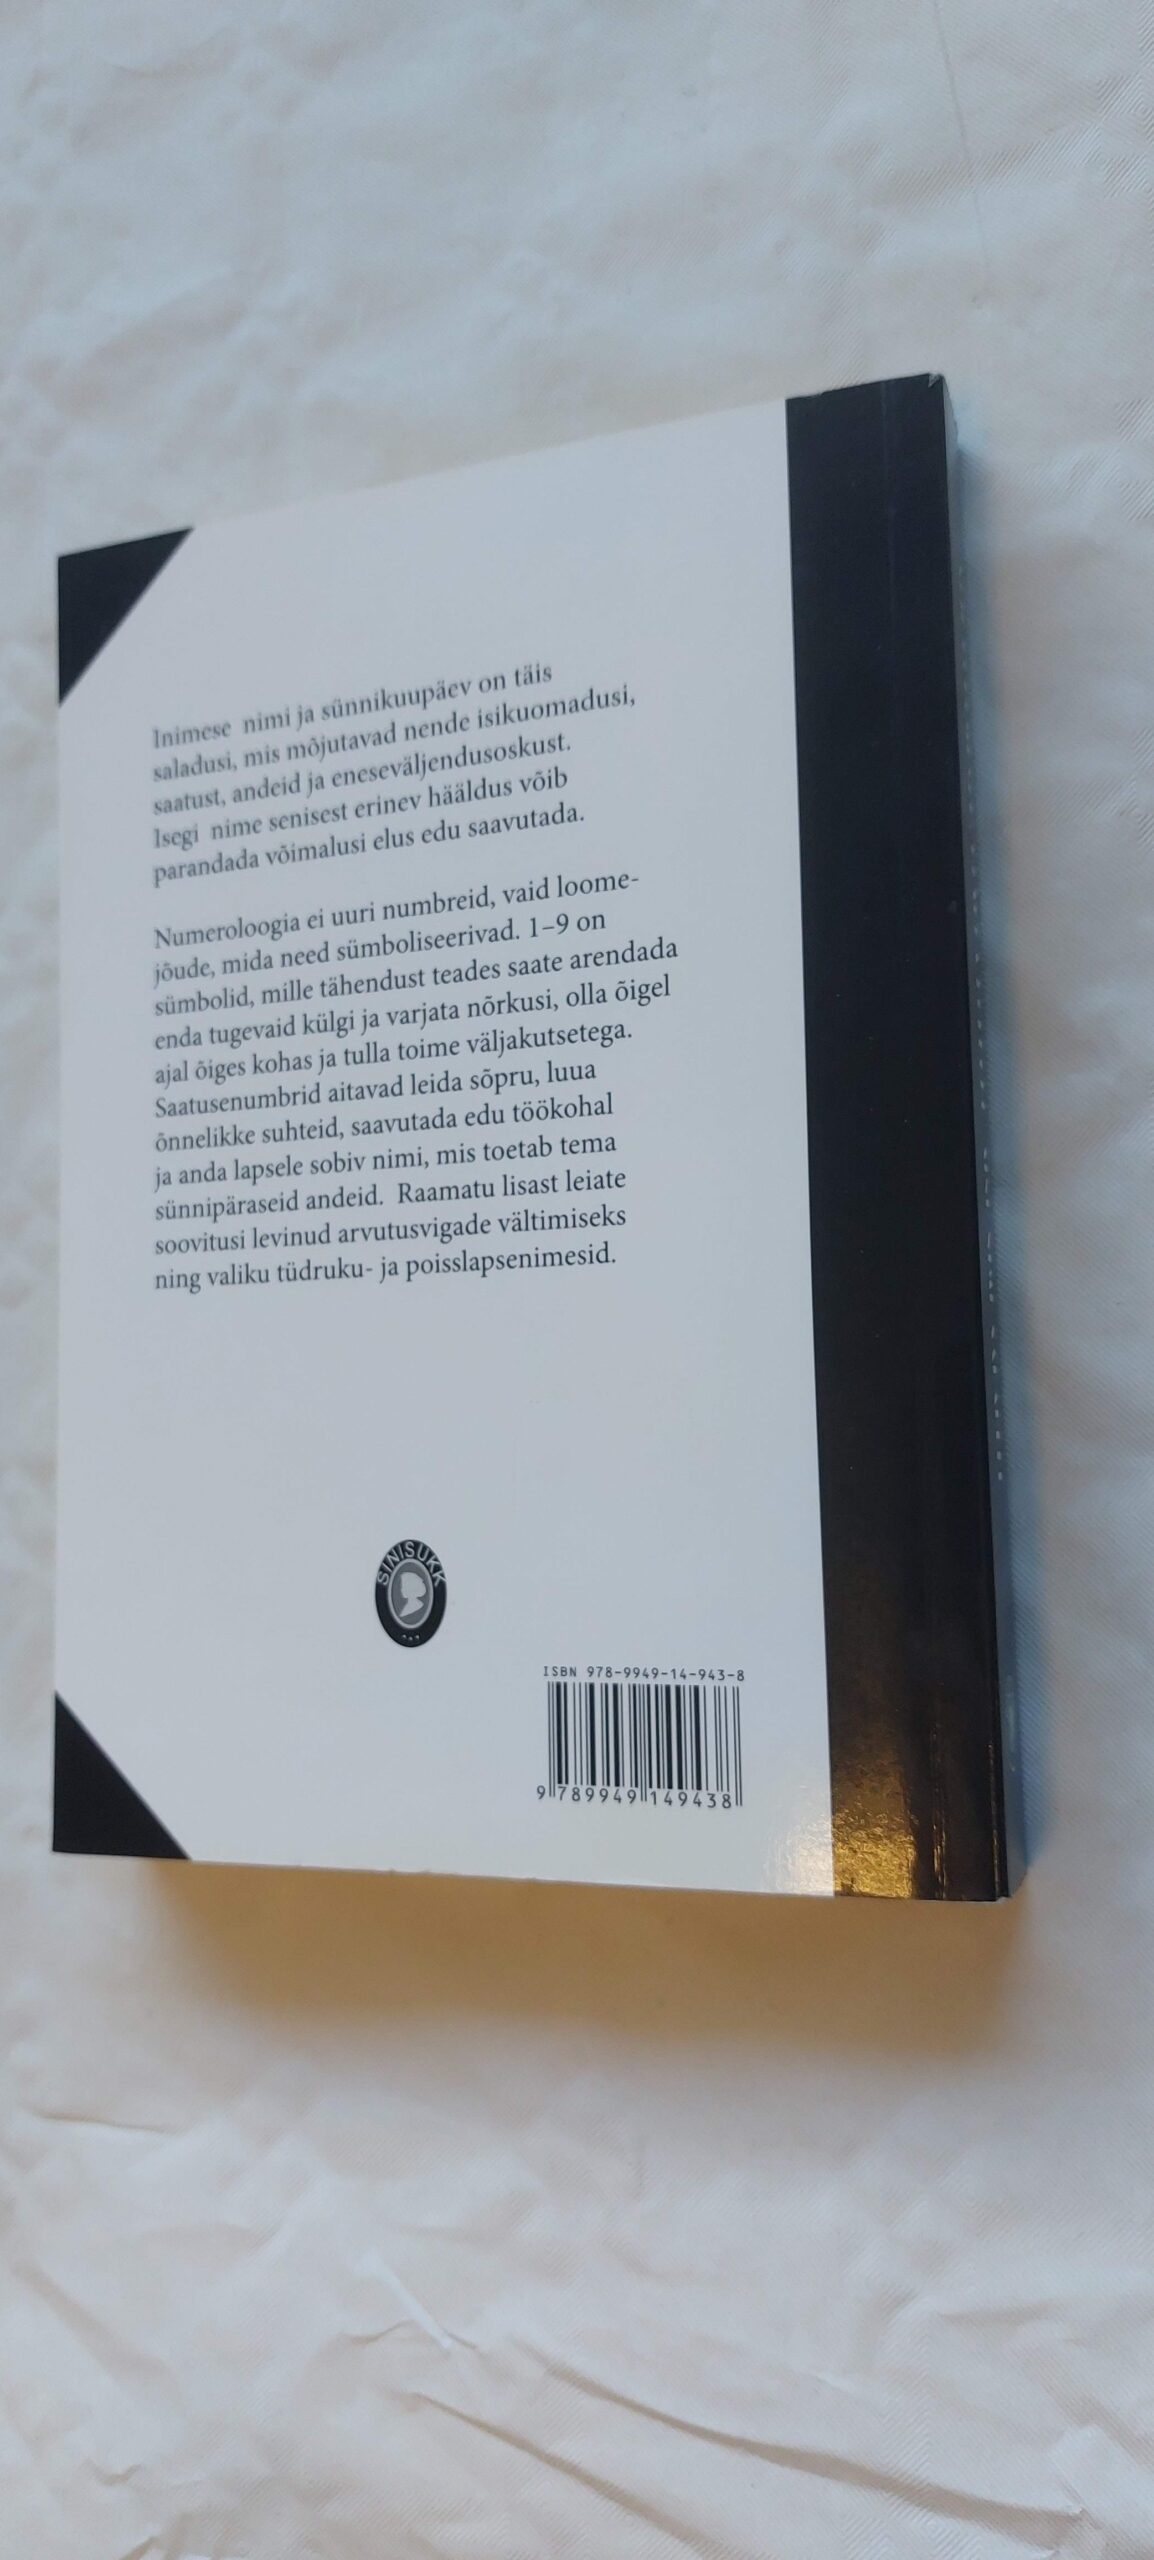 Inimese nimi ja sünnikuupäev on täis
saladusi, mis mõjutavad nende isikuomadusi,
saatust, andeid ja eneseväljendusoskust.
Isegi nime senisest erinev hääldus võib
parandada võimalusi elus edu saavutada.
Numeroloogia ei uuri numbreid, vaid loome-
jõude, mida need sümboliseerivad. 1–9 on
sümbolid, mille tähendust teades saate arendada
enda tugevaid külgi ja varjata nõrkusi, olla õigel
ajal õiges kohas ja tulla toime väljakutsetega.
Saatusenumbrid aitavad leida sõpru, luua
õnnelikke suhteid, saavutada edu töökohal
ja anda lapsele sobiv nimi, mis toetab tema
sünnipäraseid andeid. Raamatu lisast leiate
soovitusi levinud arvutusvigade vältimiseks
ning valiku tüdruku- ja poisslapsenimesid.
SINISUKK
ISBN 978-9949-14-943-8
9 789949 149438